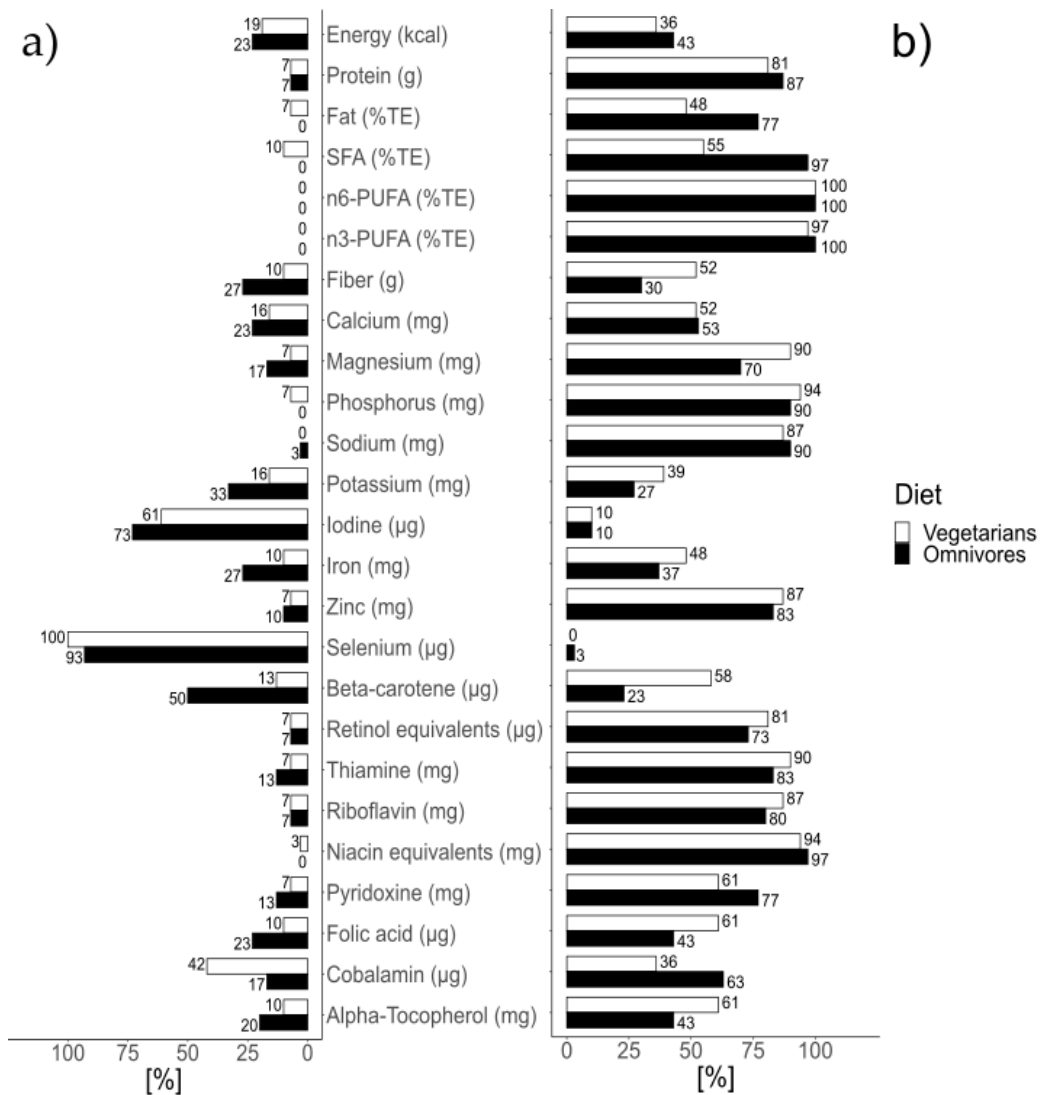 a)
b)
19 Energy (kcal) 36
23 43
7 Protein (g) 81
7 87
7 Fat (%TE) 48
0 77
10 SFA (%TE) 55
0 97
0 n6-PUFA (%TE) 100
0 100
0 n3-PUFA (%TE) 97
0 100
10 Fiber (g) 52
27 30
16 Calcium (mg) 52
23 53
7 Magnesium (mg) 90
17 70
7 Phosphorus (mg) 94
0 90
0 Sodium (mg) 87
3 90
16 Potassium (mg) 39
33 27
61 Iodine (µg) 10
73 10
10 Iron (mg) 48
27 37
7 Zinc (mg) 87
10 83
100 Selenium (µg) 0
93 3
13 Beta-carotene (µg) 58
50 23
7 Retinol equivalents (µg) 81
7 73
7 Thiamine (mg) 90
13 83
7 Riboflavin (mg) 87
7 80
3 Niacin equivalents (mg) 94
0 97
7 Pyridoxine (mg) 61
13 77
10 Folic acid (µg) 61
23 43
42 Cobalamin (µg) 36
17 63
10 Alpha-Tocopherol (mg) 61
20 43
100 75 50 25 0
0 25 50 75 100
[%]
[%]
Diet
Vegetarians
Omnivores